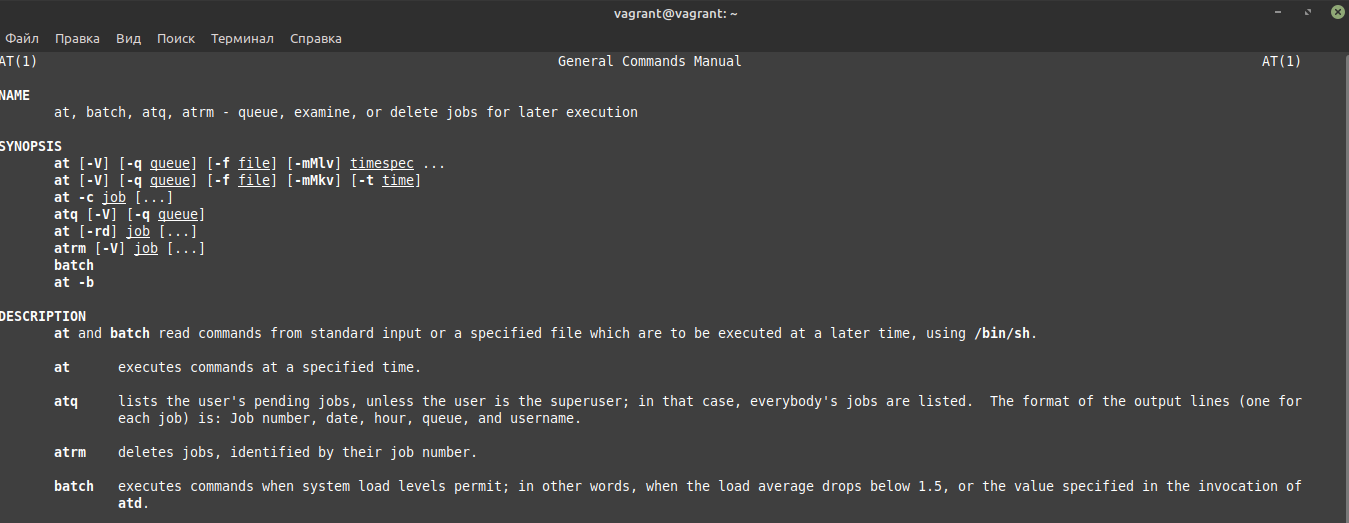 vagrant@vagrant: ~
Файл Правка Вид Поиск Терминал Справка
AT(1) General Commands Manual AT(1)
NAME
at, batch, atq, atrm - queue, examine, or delete jobs for later execution
SYNOPSIS
at [-V] [-q queue] [-f file] [-mMlv] timespec ...
at [-V] [-q queue] [-f file] [-mMkv] [-t time]
at -c job [...]
atq [-V] [-q queue]
at [-rd] job [...]
atrm [-V] job [...]
batch
at -b
DESCRIPTION
at and batch read commands from standard input or a specified file which are to be executed at a later time, using /bin/sh.
at executes commands at a specified time.
atq lists the user's pending jobs, unless the user is the superuser; in that case, everybody's jobs are listed. The format of the output lines (one for
each job) is: Job number, date, hour, queue, and username.
atrm deletes jobs, identified by their job number.
batch executes commands when system load levels permit; in other words, when the load average drops below 1.5, or the value specified in the invocation of
atd.